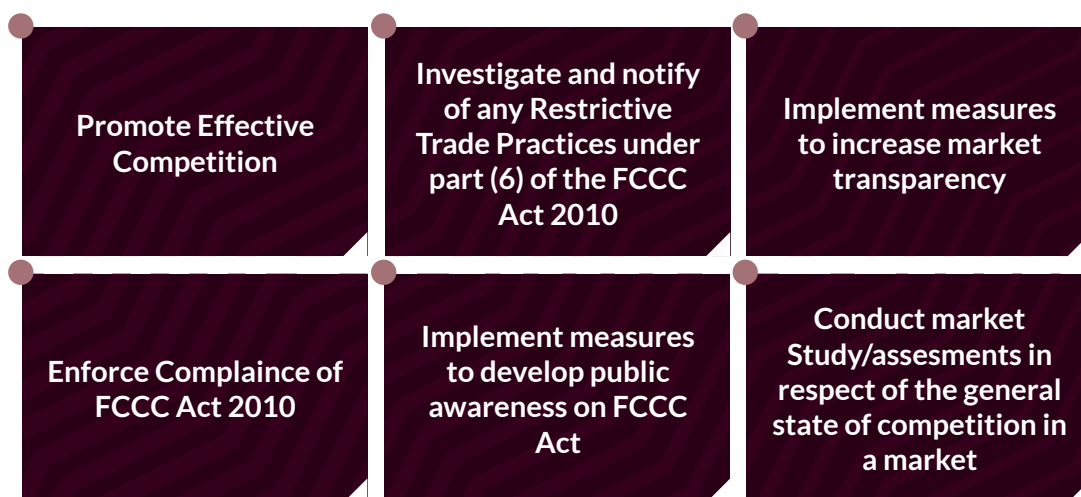 Promote Effective
Competition
Investigate and notify
of any Restrictive
Trade Practices under
part (6) of the FCCC
Act 2010
Implement measures
to increase market
transparency
Enforce Complaince of
FCCC Act 2010
Implement measures
to develop public
awareness on FCCC
Act
Conduct market
Study/assesments in
respect of the general
state of competition in
a market